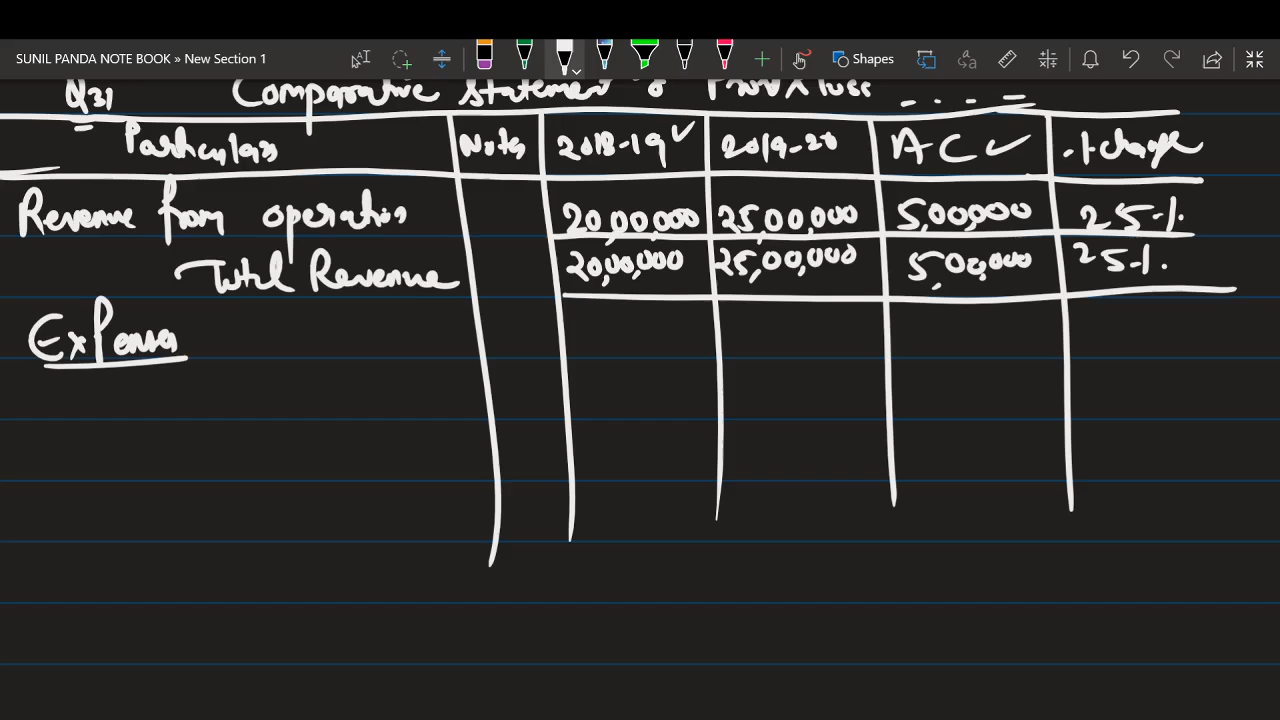 SUNIL PANDA NOTE BOOK » New Section 1 Shapes
Q31 Comparative Statement of Profit & loss
Particulars Notes 2018-19 2019-20 A C C % change
Revenue from operation 20,00,000 25,00,000 5,00,000 25%
Total Revenue 20,00,000 25,00,000 5,00,000 25%
Expenses